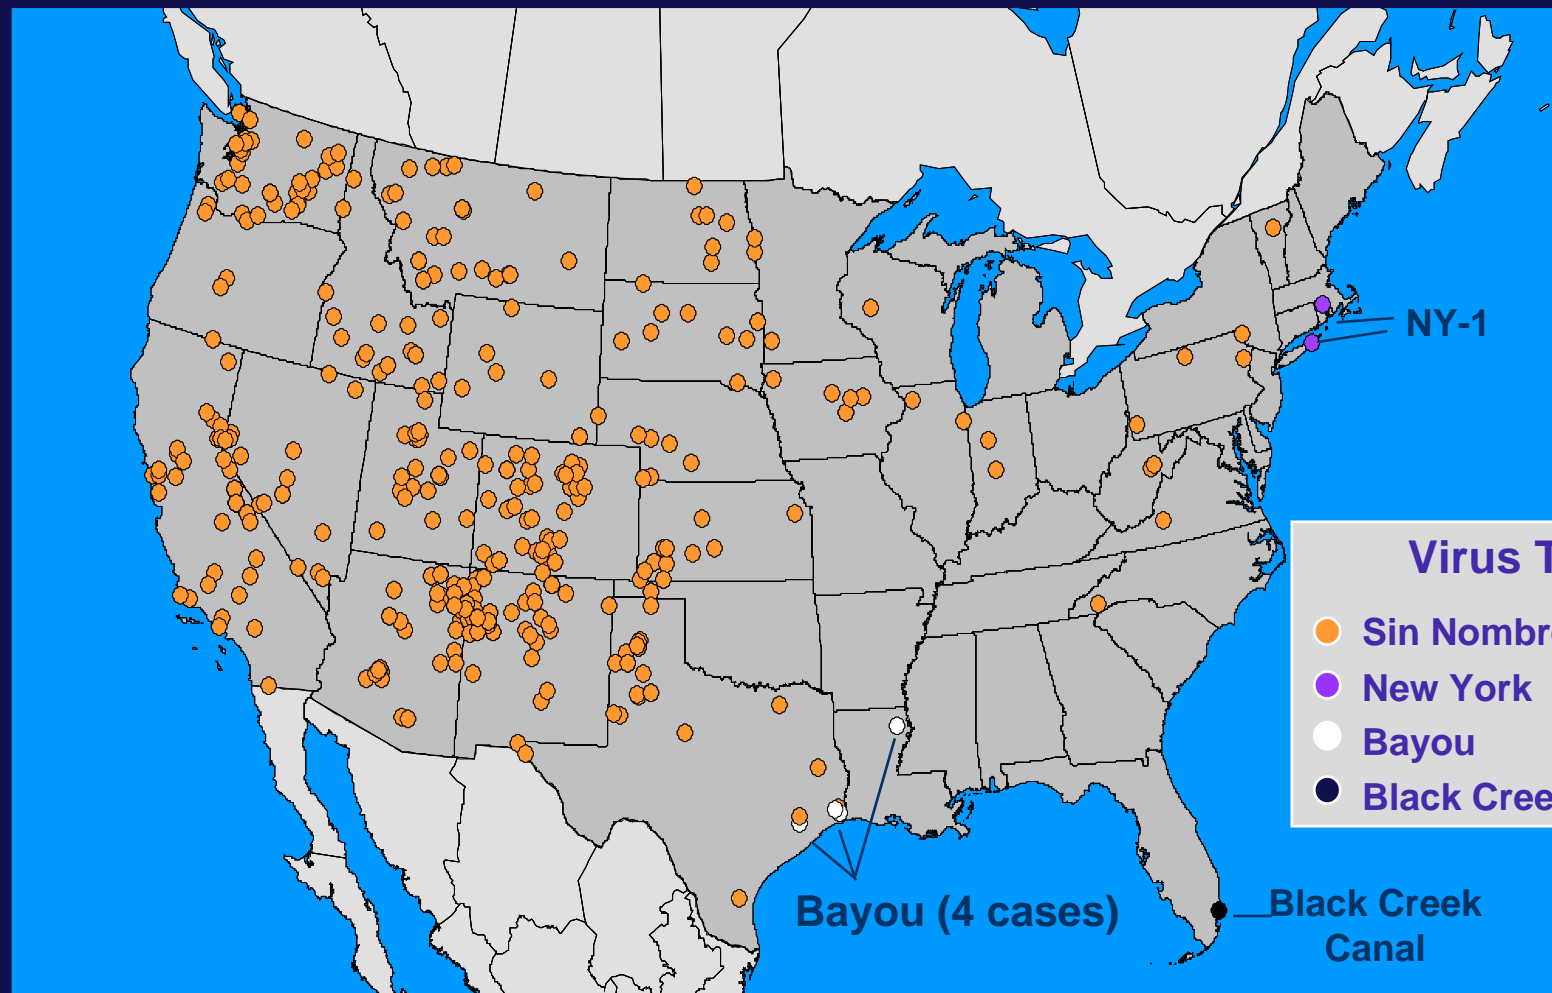 NY-1
Virus T
Sin Nombr
New York
Bayou
Black Cree
Bayou (4 cases)
Black Creek
Canal